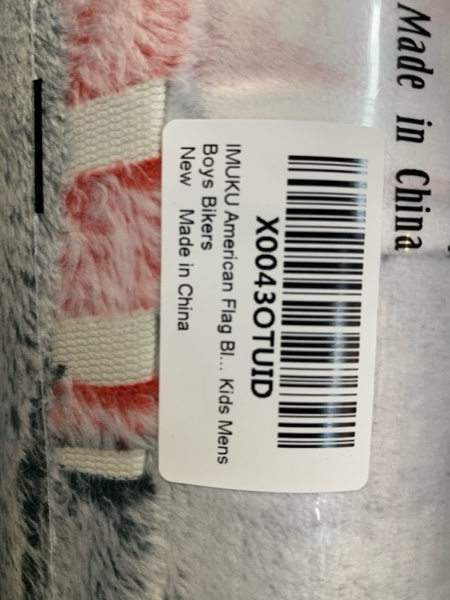 Made in China
X0043OTUID
IMUKU American Flag Bl... Kids Mens
Boys Bikers
New Made in China